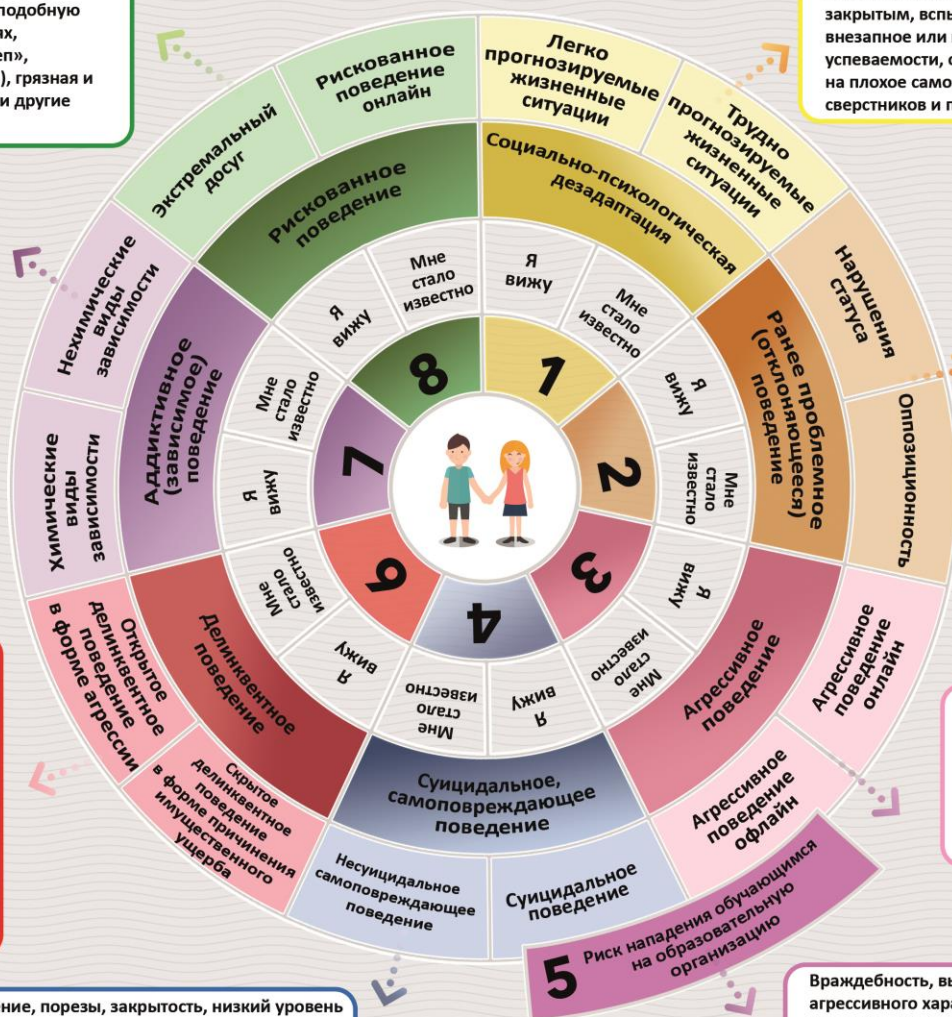 подобную
ях,
еп»,
), грязная и
и другие
закрытым, вспы
внезапное или
успеваемости, с
на плохое само
сверстников и п
Легко
прогнозируемые
жизненные
ситуации
Трудно
прогнозируемые
жизненные
ситуации
Социально-психологическая
дезадаптация
Я
вижу
Мне
стало
известно
1
Нарушения
статуса
Оппозиционность
Ранее проблемное
(отклоняющееся)
поведение
Я
вижу
Мне
стало
известно
2
Агрессивное
поведение
онлайн
Агрессивное
поведение
офлайн
Агрессивное
поведение
Я
вижу
Мне
стало
известно
3
Суицидальное
поведение
Несуицидальное
самоповреждающее
поведение
Суицидальное,
самоповреждающее
поведение
Я
вижу
Мне
стало
известно
4
5
Риск нападения обучающимся
на образовательную
организацию
Скрытое
делинквентное
поведение
в форме причинения
имущественного
ущерба
Открытое
делинквентное
поведение
в форме агрессии
Делинквентное
поведение
Я
вижу
Мне
стало
известно
6
Химические
виды
зависимости
Нехимические
виды
зависимости
Аддиктивное
(зависимое)
поведение
Я
вижу
Мне
стало
известно
7
Экстремальный
досуг
Рискованное
поведение
онлайн
Рискованное
поведение
Я
вижу
Мне
стало
известно
8
ние, порезы, закрытость, низкий уровень
Враждебность, вы
агрессивного хара